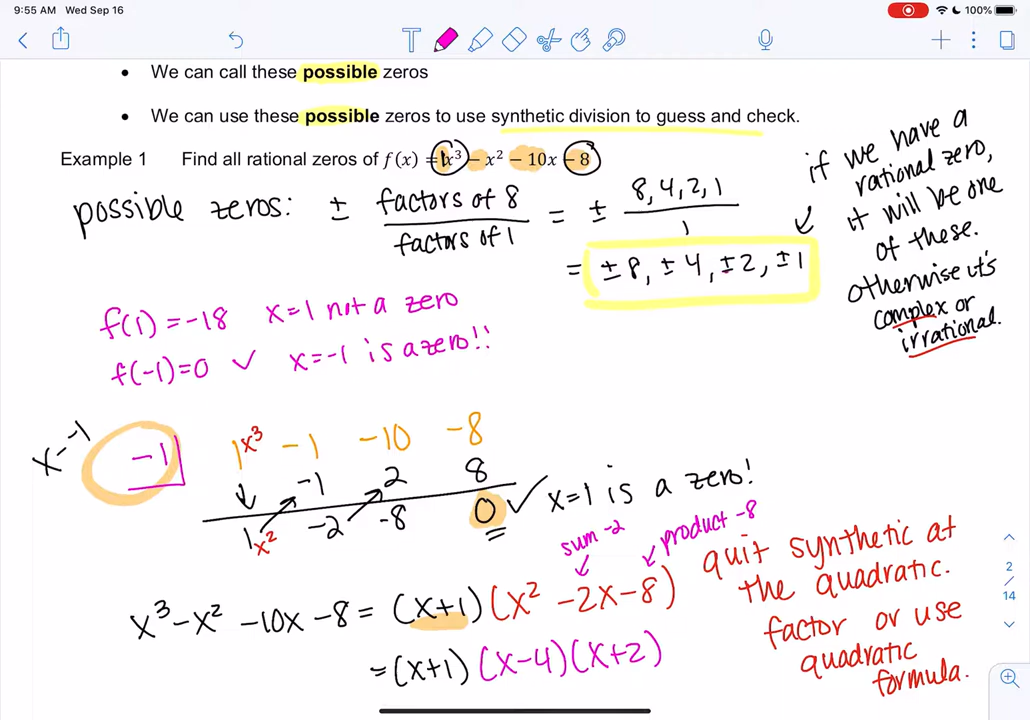 9:55 AM Wed Sep 16
100%
• We can call these possible zeros
• We can use these possible zeros to use synthetic division to guess and check.
Example 1 Find all rational zeros of f(x) = 1x³ − x² − 10x − 8
possible zeros: ± factors of 8 / factors of 1 = ± 8, 4, 2, 1 / 1
= ±8, ±4, ±2, ±1
if we have a
rational zero,
it will be one
of these.
otherwise it's
complex or
irrational.
f(1) = -18 x=1 not a zero
f(-1)=0 ✓ x=-1 is a zero!!
x - -1
-1 1x³ -1 -10 -8
↓ -1 2 8
1x² -2 -8 0 ✓ x=1 is a zero!
sum -2 product -8
x³-x²-10x-8 = (x+1)(x²-2x-8)
=(x+1)(x-4)(x+2)
quit synthetic at
the quadratic.
factor or use
quadratic
formula.
2
/
14